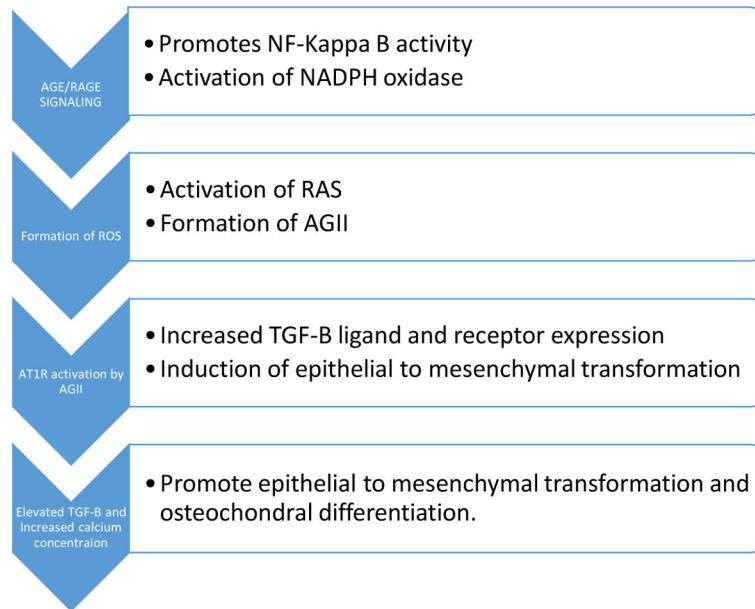 AGE/RAGE
SIGNALING
• Promotes NF-Kappa B activity
• Activation of NADPH oxidase
Formation of ROS
• Activation of RAS
• Formation of AGII
AT1R activation by
AGII
• Increased TGF-B ligand and receptor expression
• Induction of epithelial to mesenchymal transformation
Elevated TGF-B and
Increased calcium
concentraion
• Promote epithelial to mesenchymal transformation and
osteochondral differentiation.